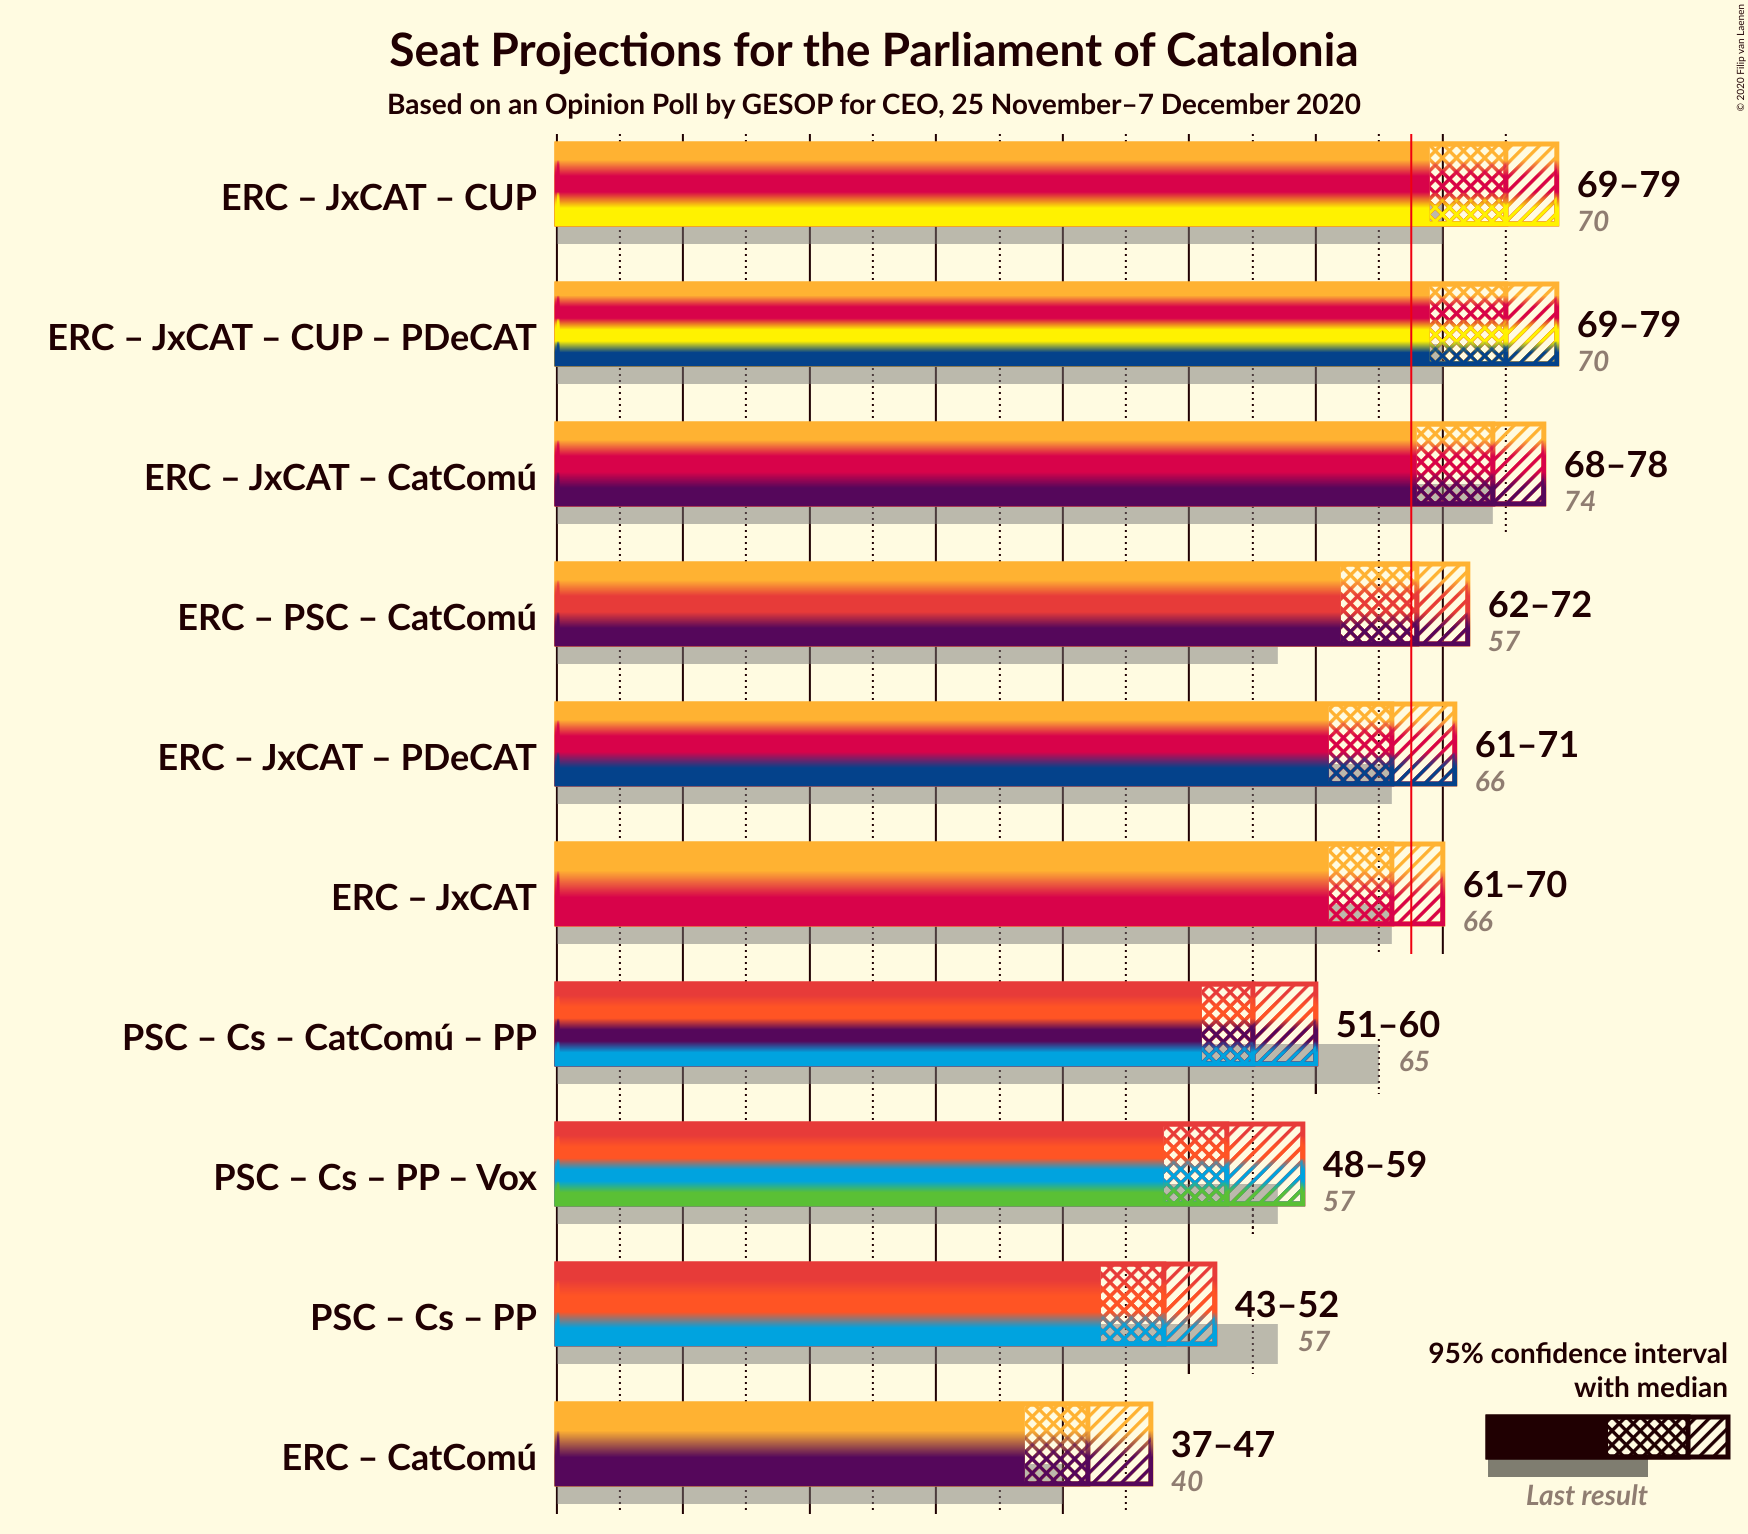 Seat Projections for the Parliament of Catalonia
Based on an Opinion Poll by GESOP for CEO, 25 November–7 December 2020
© 2020 Filip van Laenen
ERC – JxCAT – CUP
69–79
70
ERC – JxCAT – CUP – PDeCAT
69–79
70
ERC – JxCAT – CatComú
68–78
74
ERC – PSC – CatComú
62–72
57
ERC – JxCAT – PDeCAT
61–71
66
ERC – JxCAT
61–70
66
PSC – Cs – CatComú – PP
51–60
65
PSC – Cs – PP – Vox
48–59
57
PSC – Cs – PP
43–52
57
ERC – CatComú
37–47
40
95% confidence interval
with median
Last result